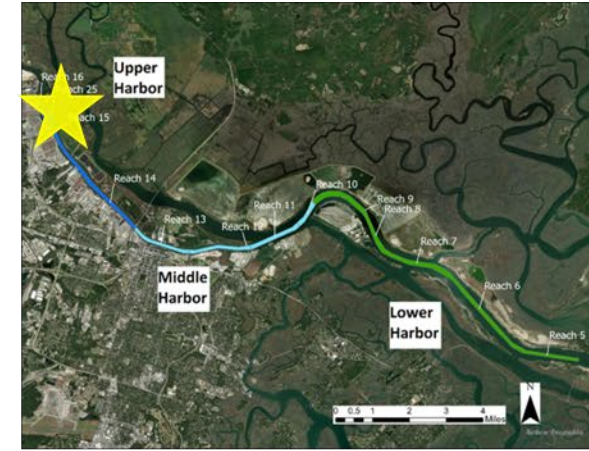 Upper
Harbor
Reach 16
Reach 25
Reach 15
Reach 14
Reach 13
Reach 12
Reach 11
Reach 10
Reach 9
Reach 8
Reach 7
Reach 6
Reach 5
Middle
Harbor
Lower
Harbor
N
0 0.5 1 2 3 4
Miles